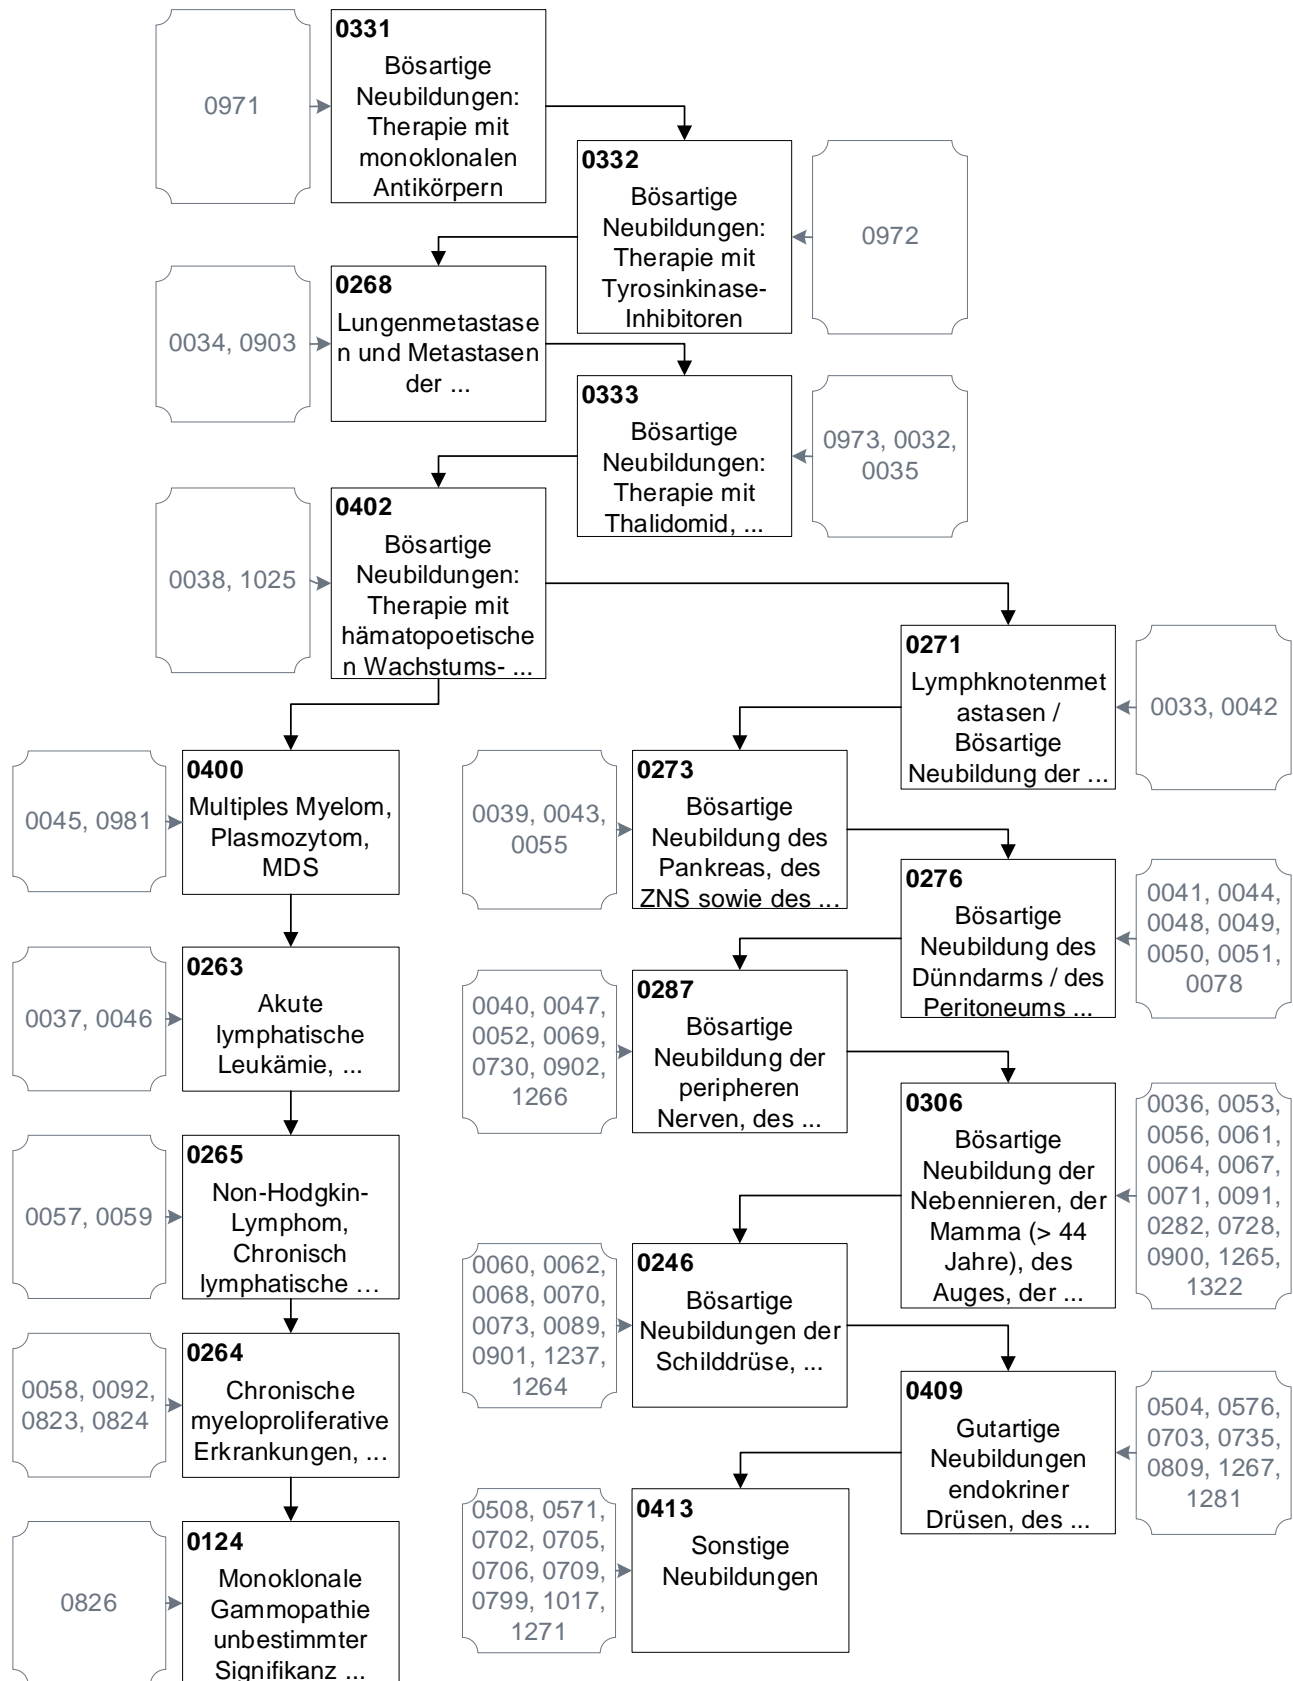 0331
Bösartige
Neubildungen:
Therapie mit
monoklonalen
Antikörpern
0971
0332
Bösartige
Neubildungen:
Therapie mit
Tyrosinkinase-
Inhibitoren
0972
0268
Lungenmetastase
n und Metastasen
der ...
0034, 0903
0333
Bösartige
Neubildungen:
Therapie mit
Thalidomid, ...
0973, 0032,
0035
0402
Bösartige
Neubildungen:
Therapie mit
hämatopoetische
n Wachstums- ...
0038, 1025
0271
Lymphknotenmet
astasen /
Bösartige
Neubildung der ...
0033, 0042
0400
Multiples Myelom,
Plasmozytom,
MDS
0045, 0981
0273
Bösartige
Neubildung des
Pankreas, des
ZNS sowie des ...
0039, 0043,
0055
0276
Bösartige
Neubildung des
Dünndarms / des
Peritoneums ...
0041, 0044,
0048, 0049,
0050, 0051,
0078
0263
Akute
lymphatische
Leukämie, ...
0037, 0046
0287
Bösartige
Neubildung der
peripheren
Nerven, des ...
0040, 0047,
0052, 0069,
0730, 0902,
1266
0306
Bösartige
Neubildung der
Nebennieren, der
Mamma (> 44
Jahre), des
Auges, der ...
0036, 0053,
0056, 0061,
0064, 0067,
0071, 0091,
0282, 0728,
0900, 1265,
1322
0265
Non-Hodgkin-
Lymphom,
Chronisch
lymphatische ...
0057, 0059
0246
Bösartige
Neubildungen der
Schilddrüse, ...
0060, 0062,
0068, 0070,
0073, 0089,
0901, 1237,
1264
0264
Chronische
myeloproliferative
Erkrankungen, ...
0058, 0092,
0823, 0824
0409
Gutartige
Neubildungen
endokriner
Drüsen, des ...
0504, 0576,
0703, 0735,
0809, 1267,
1281
0413
Sonstige
Neubildungen
0508, 0571,
0702, 0705,
0706, 0709,
0799, 1017,
1271
0124
Monoklonale
Gammopathie
unbestimmter
Signifikanz ...
0826